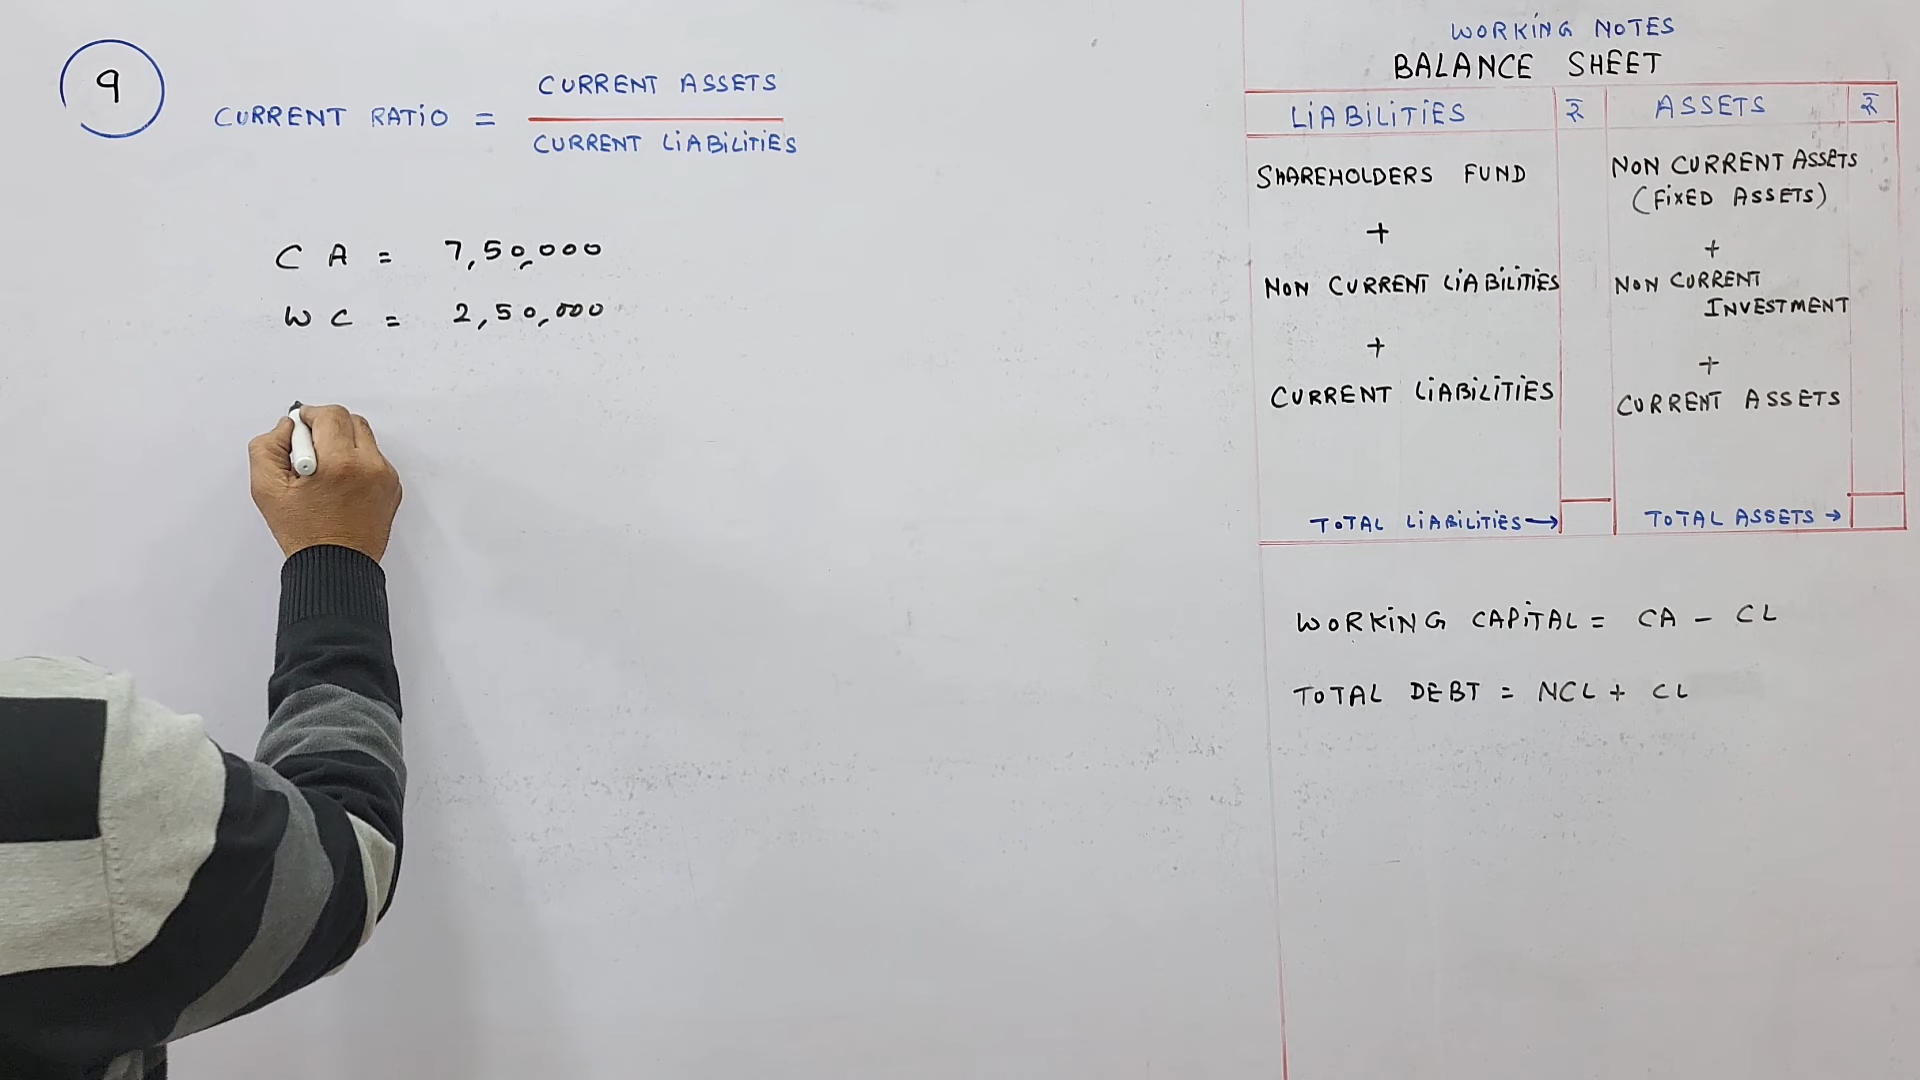 9
CURRENT RATIO = CURRENT ASSETS
CURRENT LIABILITIES
CA = 7,50,000
WC = 2,50,000
WORKING NOTES
BALANCE SHEET
LIABILITIES ₹ ASSETS ₹
SHAREHOLDERS FUND
+
NON CURRENT LIABILITIES
+
CURRENT LIABILITIES
TOTAL LIABILITIES →
NON CURRENT ASSETS
(FIXED ASSETS)
+
NON CURRENT
INVESTMENT
+
CURRENT ASSETS
TOTAL ASSETS →
WORKING CAPITAL = CA - CL
TOTAL DEBT = NCL + CL